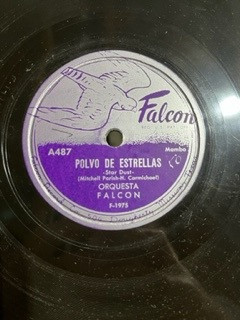 Falcon
A487
Mambo
POLVO DE ESTRELLAS
-Star Dust-
(Mitchell Parish-H. Carmichael)
ORQUESTA
FALCON
F-1975